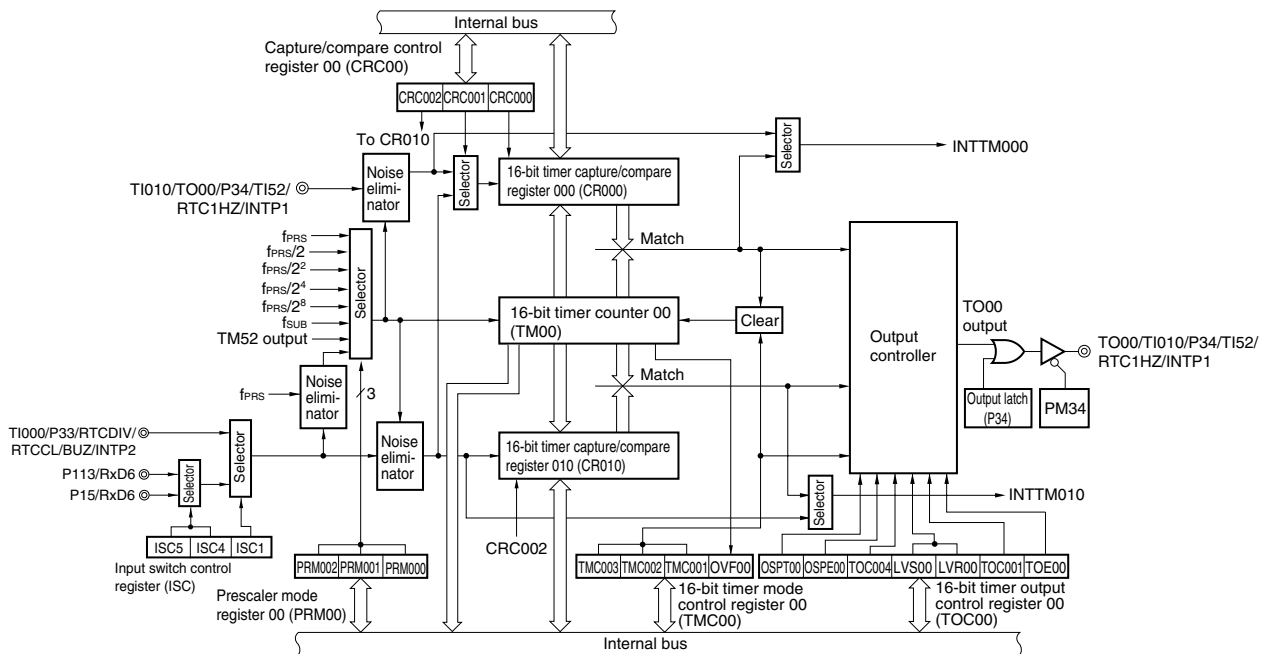 Internal bus
Capture/compare control
register 00 (CRC00)
CRC002 CRC001 CRC000
To CR010
Selector
INTTM000
TI010/TO00/P34/TI52/
RTC1HZ/INTP1
Noise
elimi-
nator
Selector
16-bit timer capture/compare
register 000 (CR000)
Match
fPRS
fPRS/2
fPRS/2²
fPRS/2⁴
fPRS/2⁸
fSUB
TM52 output
Selector
16-bit timer counter 00
(TM00)
Clear
Output
controller
TO00
output
TO00/TI010/P34/TI52/
RTC1HZ/INTP1
Output latch
(P34)
PM34
fPRS
Noise
elimi-
nator
3
Match
TI000/P33/RTCDIV/
RTCCL/BUZ/INTP2
P113/RxD6
P15/RxD6
Selector
Selector
Noise
elimi-
nator
16-bit timer capture/compare
register 010 (CR010)
Selector
INTTM010
CRC002
ISC5 ISC4 ISC1
Input switch control
register (ISC)
PRM002 PRM001 PRM000
Prescaler mode
register 00 (PRM00)
TMC003 TMC002 TMC001 OVF00
16-bit timer mode
control register 00
(TMC00)
OSPT00 OSPE00 TOC004 LVS00 LVR00 TOC001 TOE00
16-bit timer output
control register 00
(TOC00)
Internal bus